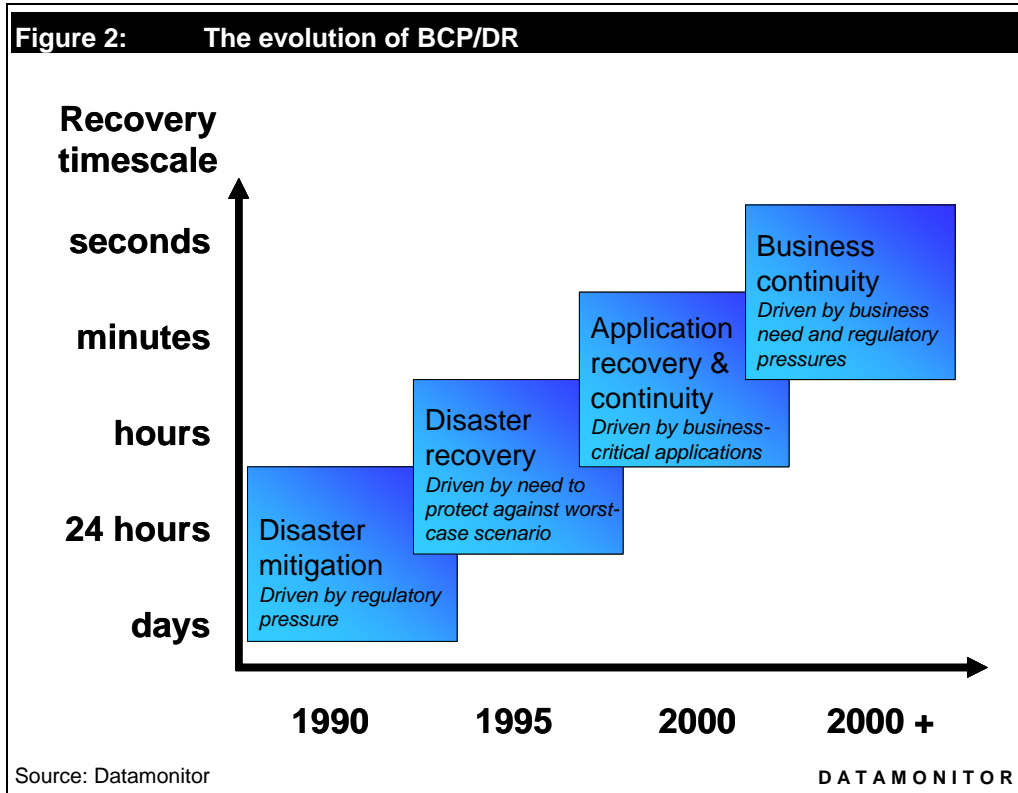 Figure 2: The evolution of BCP/DR
Recovery
timescale
seconds
minutes
hours
24 hours
days
Business
continuity
Driven by business
need and regulatory
pressures
Application
recovery &
continuity
Driven by business-
critical applications
Disaster
recovery
Driven by need to
protect against worst-
case scenario
Disaster
mitigation
Driven by regulatory
pressure
1990 1995 2000 2000 +
Source: Datamonitor
DATAMONITOR